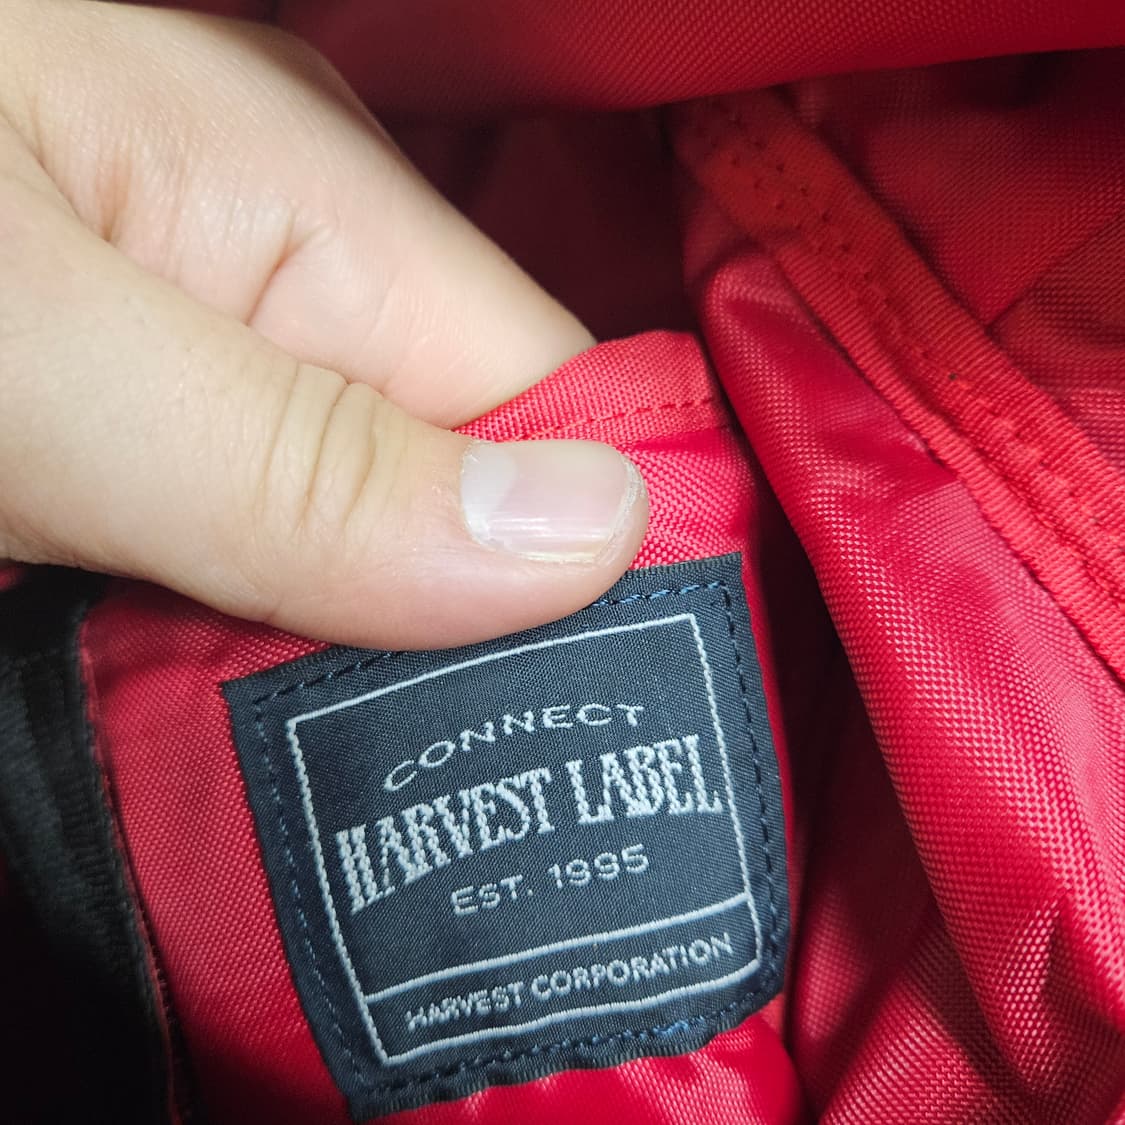 CONNECT
HARVEST LABEL
EST. 1995
HARVEST CORPORATION